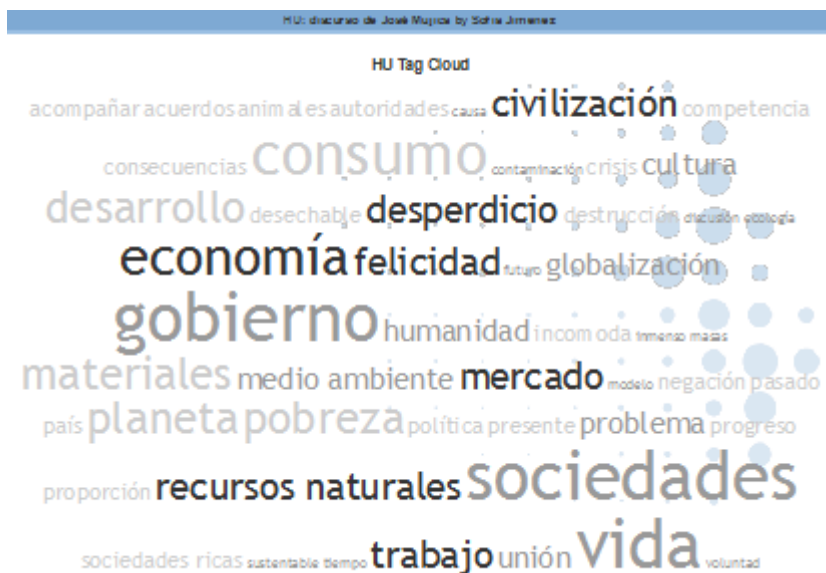 HU: discurso de José Mujica by Sofia Jimenez
HU Tag Cloud
acompañar acuerdos animales autoridades causa civilización competencia
consecuencias consumo contaminación crisis cultura
desarrollo desechable desperdicio destrucción discusión ecología
economía felicidad futuro globalización
gobierno humanidad incomoda inmenso masas
materiales medio ambiente mercado modelo negación pasado
país planeta pobreza política presente problema progreso
proporción recursos naturales sociedades
sociedades ricas sustentable tiempo trabajo unión vida voluntad